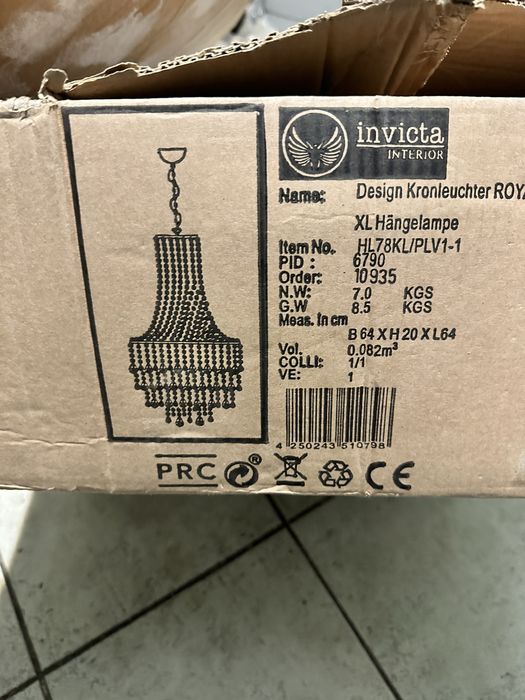 invicta
INTERIOR
Name: Design Kronleuchter
XL Hängelampe
Item No. HL78KL/PLV1-1
PID : 6790
Order: 10935
N.W: 7.0 KGS
G.W 8.5 KGS
Meas. in cm
B 64 X H 20 X L64
Vol. 0.082m³
COLLI: 1/1
VE: 1
4 250243 510798
PRC ® CE